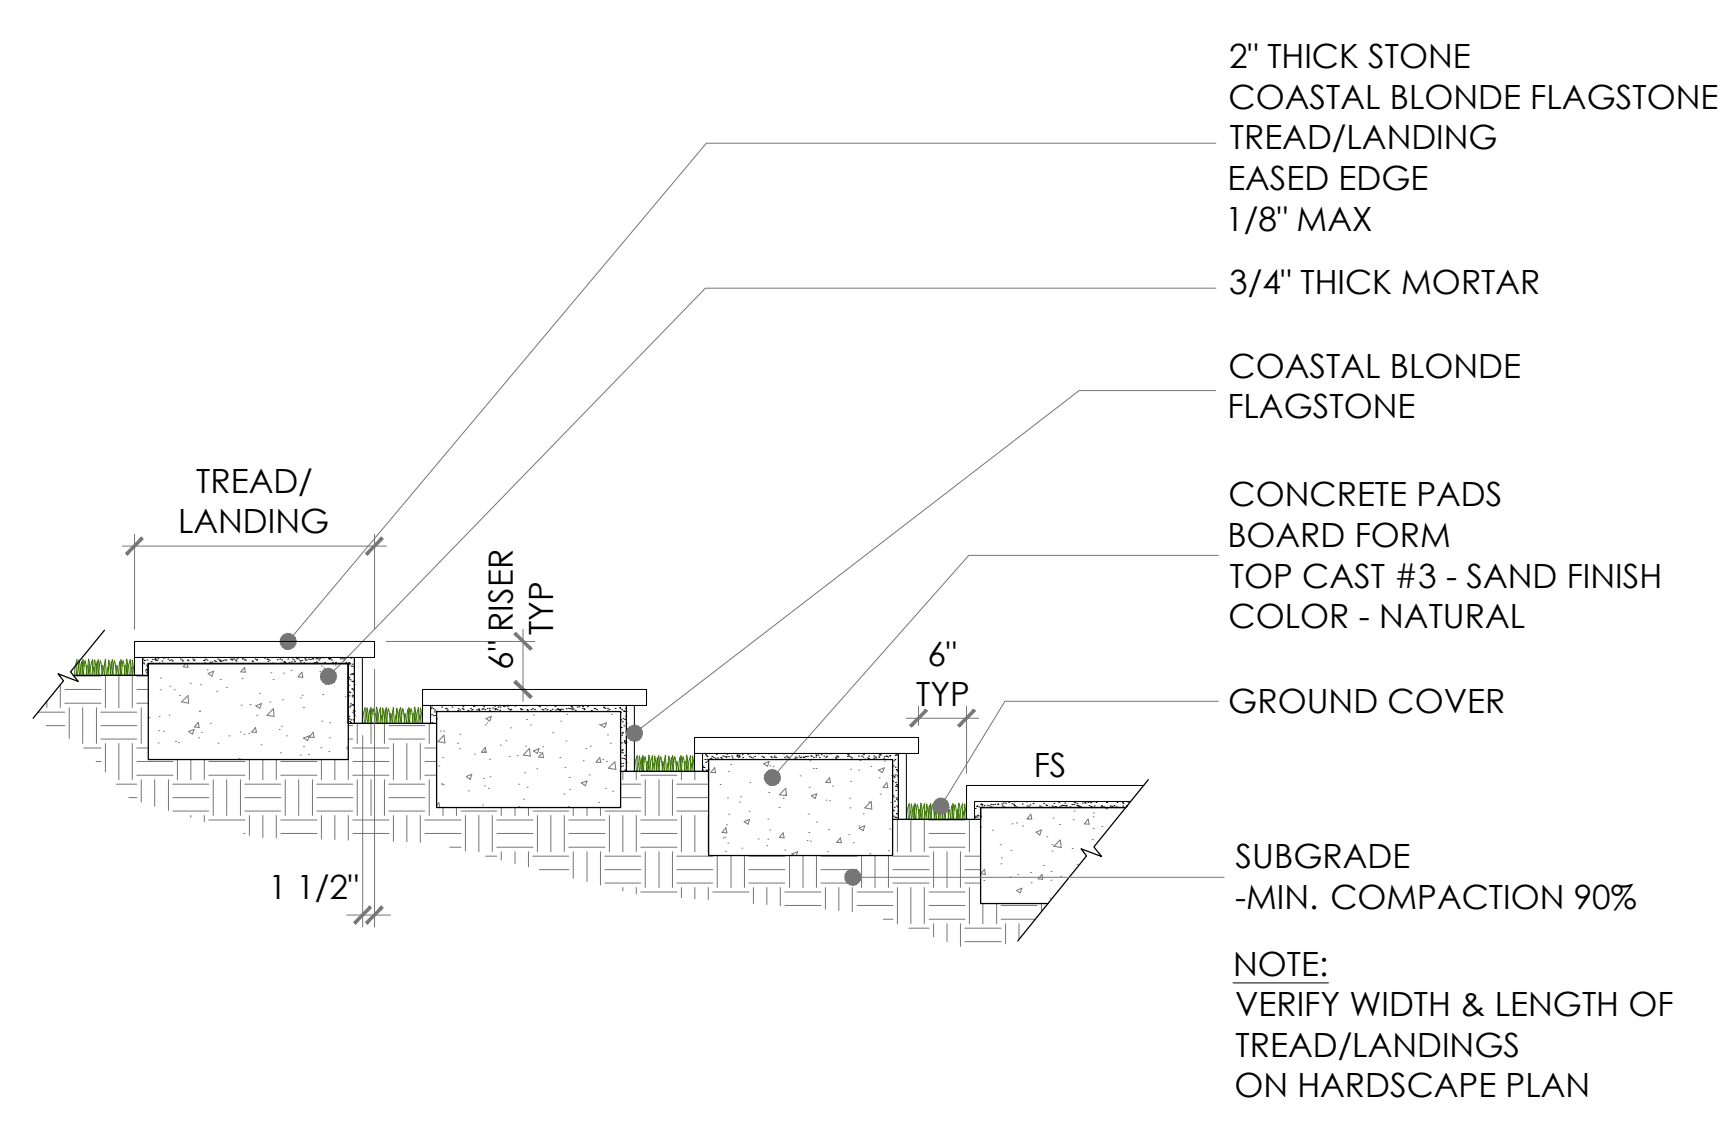 2" THICK STONE
COASTAL BLONDE FLAGSTONE
TREAD/LANDING
EASED EDGE
1/8" MAX
3/4" THICK MORTAR
COASTAL BLONDE
FLAGSTONE
TREAD/
LANDING
CONCRETE PADS
BOARD FORM
TOP CAST #3 - SAND FINISH
COLOR - NATURAL
6" RISER
TYP
6"
TYP
GROUND COVER
FS
SUBGRADE
-MIN. COMPACTION 90%
1 1/2"
NOTE:
VERIFY WIDTH & LENGTH OF
TREAD/LANDINGS
ON HARDSCAPE PLAN